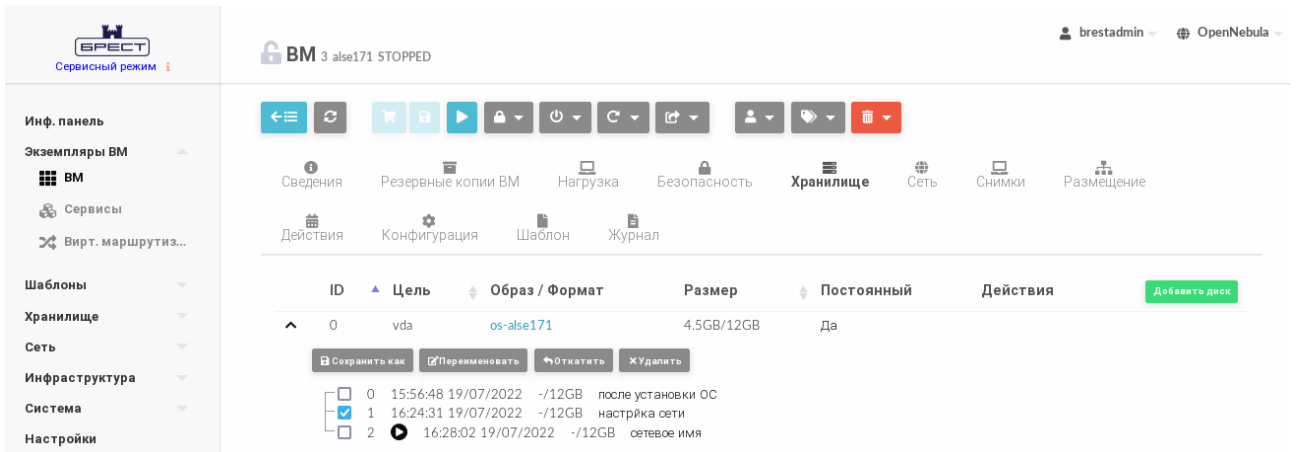 БРЕСТ
Сервисный режим
ВМ 3 alse171 STOPPED
brestadmin
OpenNebula
Инф. панель
Экземпляры ВМ
ВМ
Сервисы
Вирт. маршрутиз...
Шаблоны
Хранилище
Сеть
Инфраструктура
Система
Настройки
Сведения Резервные копии ВМ Нагрузка Безопасность Хранилище Сеть Снимки Размещение
Действия Конфигурация Шаблон Журнал
ID Цель Образ / Формат Размер Постоянный Действия Добавить диск
0 vda os-alse171 4.5GB/12GB Да
Сохранить как Переименовать Откатить Удалить
0 15:56:48 19/07/2022 -/12GB после установки ОС
1 16:24:31 19/07/2022 -/12GB настрйка сети
2 16:28:02 19/07/2022 -/12GB сетевое имя